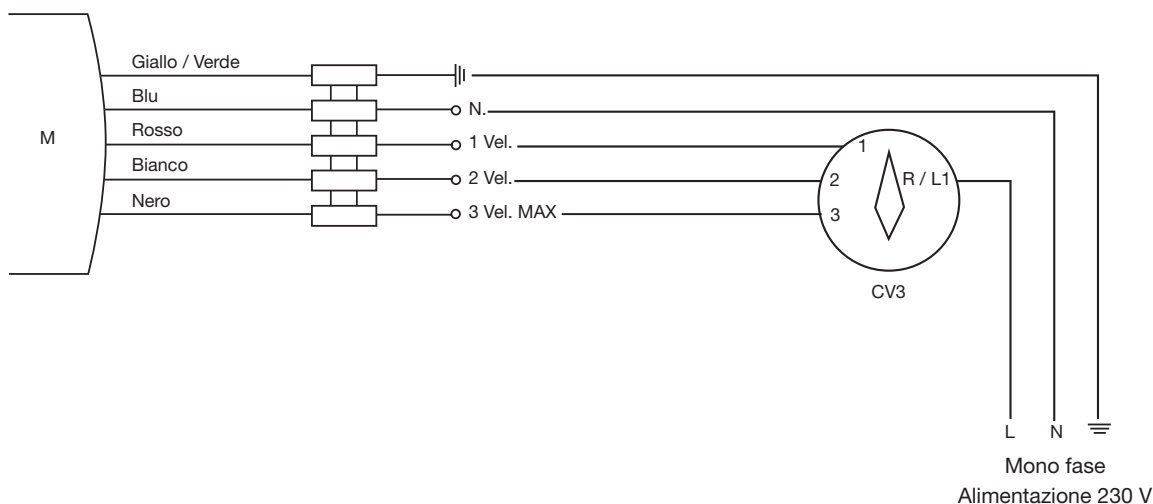 Giallo / Verde
Blu
N.
M
Rosso
1 Vel.
1
Bianco
2 Vel.
2
R / L1
Nero
3 Vel. MAX
3
CV3
L
N
Mono fase
Alimentazione 230 V